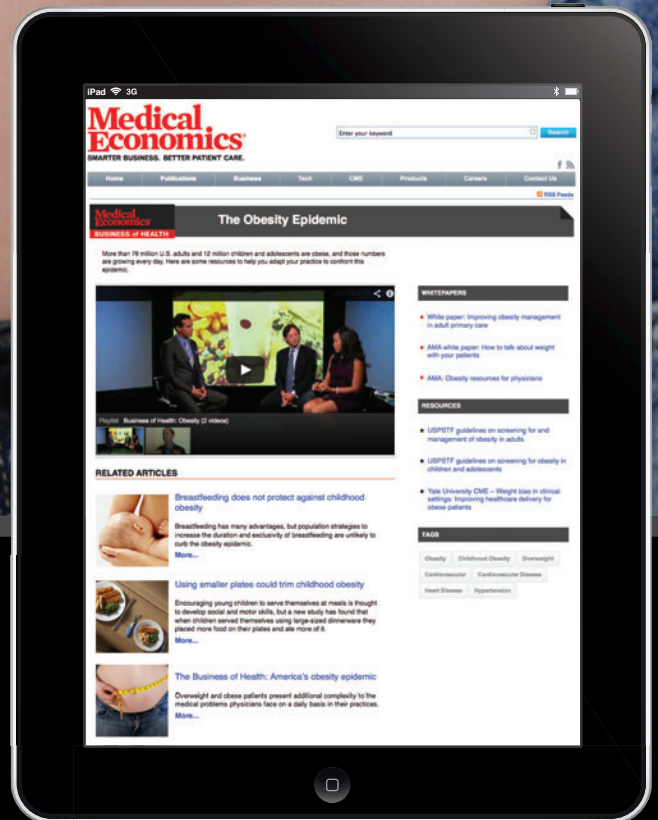 iPad 3G
Medical
Economics
SMARTER BUSINESS. BETTER PATIENT CARE.
Enter your keyword
Search
Home Publications Business Tech CME Products Careers Contact Us
RSS Feeds
Medical
Economics
BUSINESS of HEALTH
The Obesity Epidemic
More than 78 million U.S. adults and 12 million children and adolescents are obese, and those numbers
are growing every day. Here are some resources to help you adapt your practice to confront this
epidemic.
Playlist Business of Health: Obesity (2 videos)
RELATED ARTICLES
Breastfeeding does not protect against childhood
obesity
Breastfeeding has many advantages, but population strategies to
increase the duration and exclusivity of breastfeeding are unlikely to
curb the obesity epidemic.
More...
Using smaller plates could trim childhood obesity
Encouraging young children to serve themselves at meals is thought
to develop social and motor skills, but a new study has found that
when children served themselves using large-sized dinnerware they
placed more food on their plates and ate more of it.
More...
The Business of Health: America's obesity epidemic
Overweight and obese patients present additional complexity to the
medical problems physicians face on a daily basis in their practices.
More...
WHITEPAPERS
White paper: Improving obesity management
in adult primary care
AMA white paper: How to talk about weight
with your patients
AMA: Obesity resources for physicians
RESOURCES
USPSTF guidelines on screening for and
management of obesity in adults
USPSTF guidelines on screening for obesity in
children and adolescents
Yale University CME – Weight bias in clinical
settings: Improving healthcare delivery for
obese patients
TAGS
Obesity Childhood Obesity Overweight
Cardiovascular Cardiovascular Disease
Heart Disease Hypertension